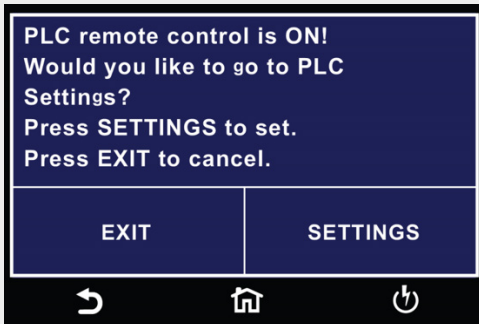 PLC remote control is ON!
Would you like to go to PLC
Settings?
Press SETTINGS to set.
Press EXIT to cancel.
EXIT
SETTINGS